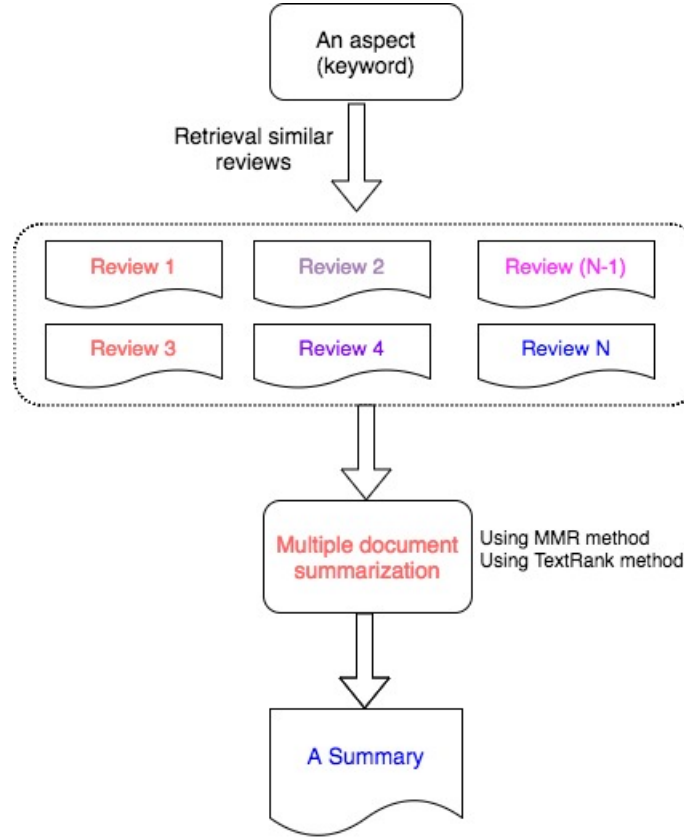 An aspect
(keyword)
Retrieval similar
reviews
Review 1
Review 2
Review (N-1)
Review 3
Review 4
Review N
Multiple document
summarization
Using MMR method
Using TextRank method
A Summary